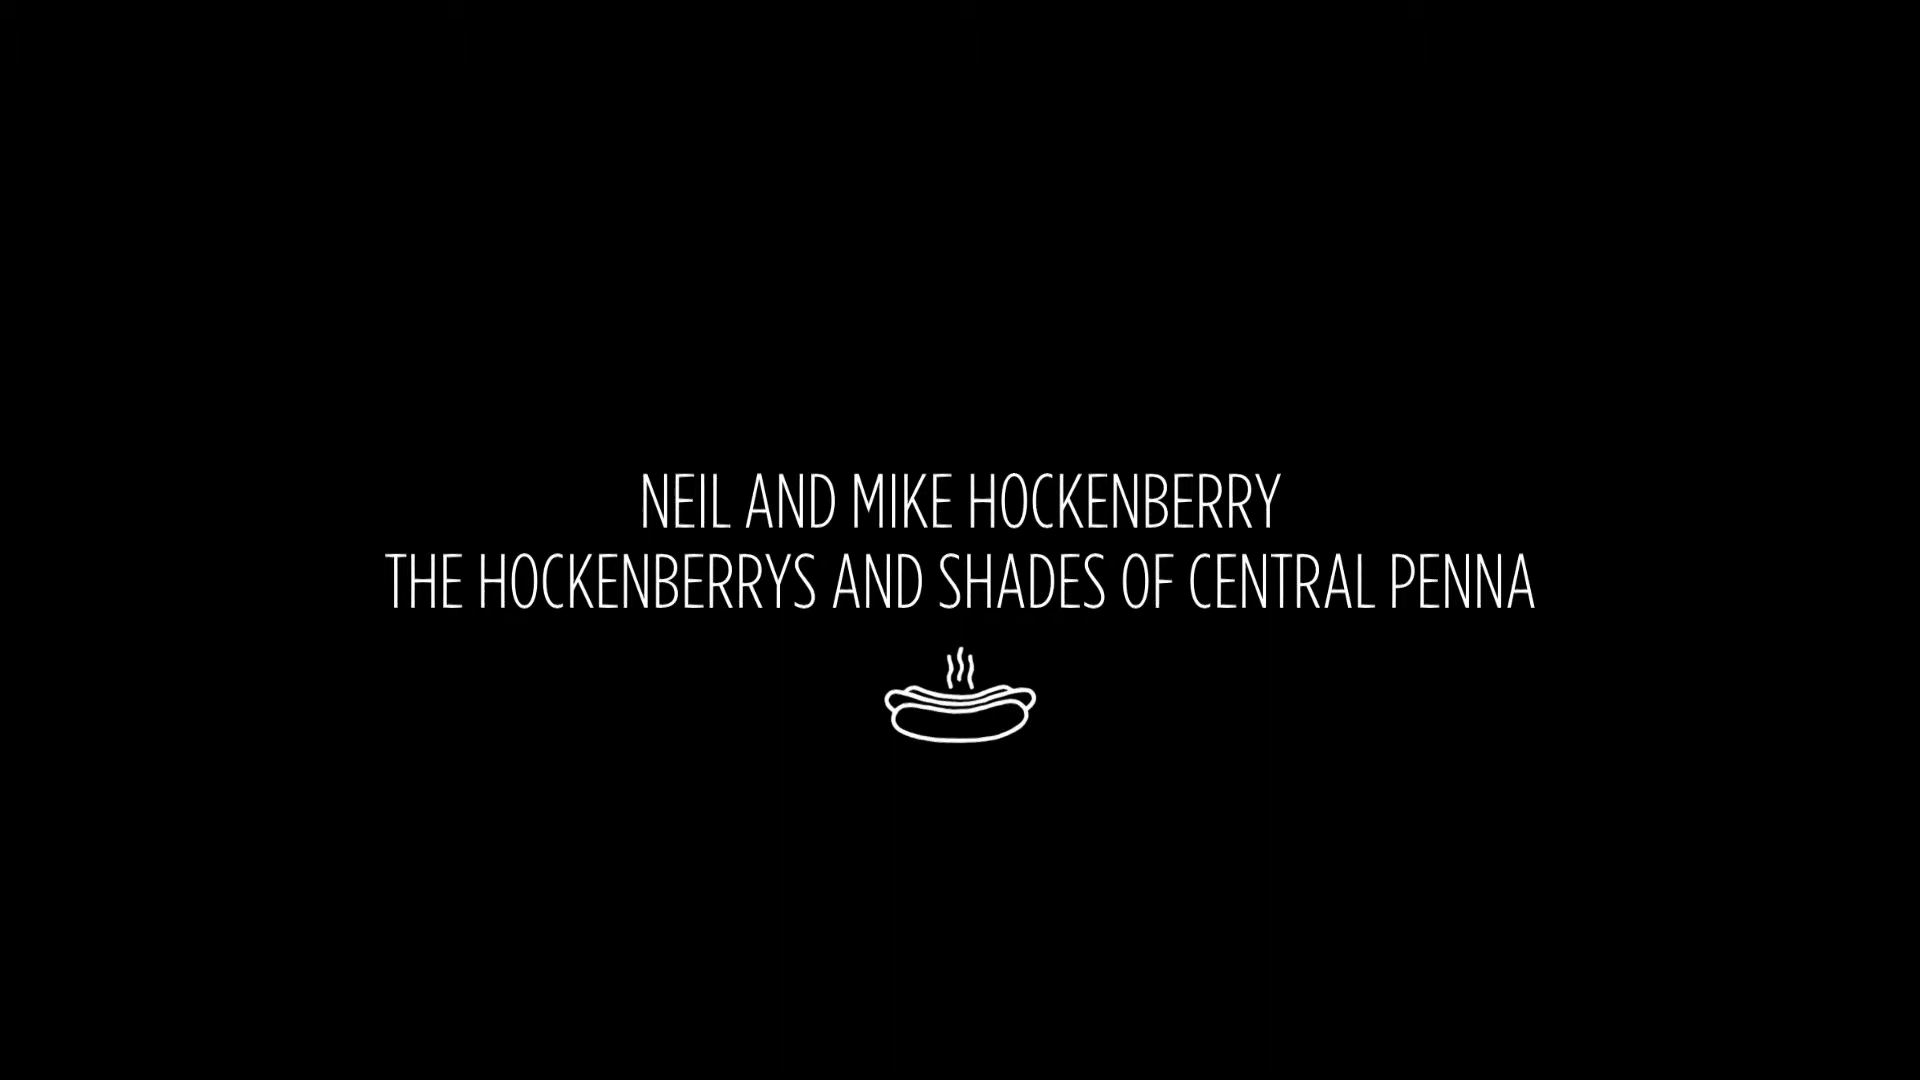 NEIL AND MIKE HOCKENBERRY
THE HOCKENBERRYS AND SHADES OF CENTRAL PENNA